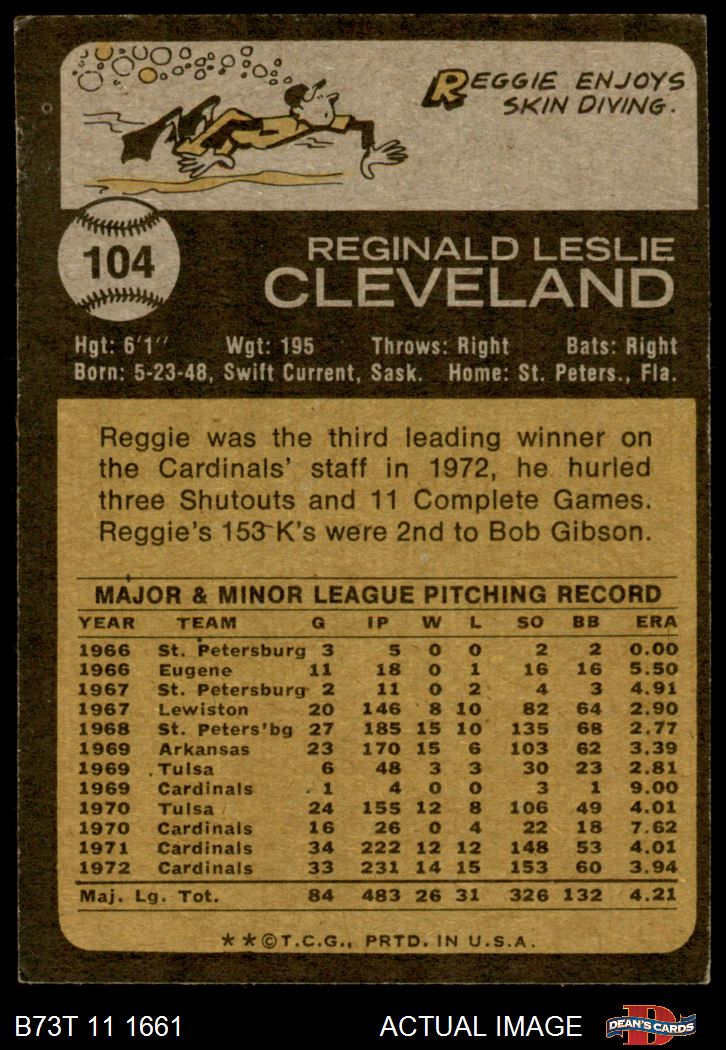 REGGIE ENJOYS
SKIN DIVING.
104
REGINALD LESLIE
CLEVELAND
Hgt: 6'1" Wgt: 195 Throws: Right Bats: Right
Born: 5-23-48, Swift Current, Sask. Home: St. Peters., Fla.
Reggie was the third leading winner on
the Cardinals' staff in 1972, he hurled
three Shutouts and 11 Complete Games.
Reggie's 153 K's were 2nd to Bob Gibson.
MAJOR & MINOR LEAGUE PITCHING RECORD
YEAR TEAM G IP W L SO BB ERA
1966 St. Petersburg 3 5 0 0 2 2 0.00
1966 Eugene 11 18 0 1 16 16 5.50
1967 St. Petersburg 2 11 0 2 4 3 4.91
1967 Lewiston 20 146 8 10 82 64 2.90
1968 St. Peters'bg 27 185 15 10 135 68 2.77
1969 Arkansas 23 170 15 6 103 62 3.39
1969 Tulsa 6 48 3 3 30 23 2.81
1969 Cardinals 1 4 0 0 3 1 9.00
1970 Tulsa 24 155 12 8 106 49 4.01
1970 Cardinals 16 26 0 4 22 18 7.62
1971 Cardinals 34 222 12 12 148 53 4.01
1972 Cardinals 33 231 14 15 153 60 3.94
Maj. Lg. Tot. 84 483 26 31 326 132 4.21
**©T.C.G., PRTD. IN U.S.A.
B73T 11 1661 ACTUAL IMAGE DEAN'S CARDS